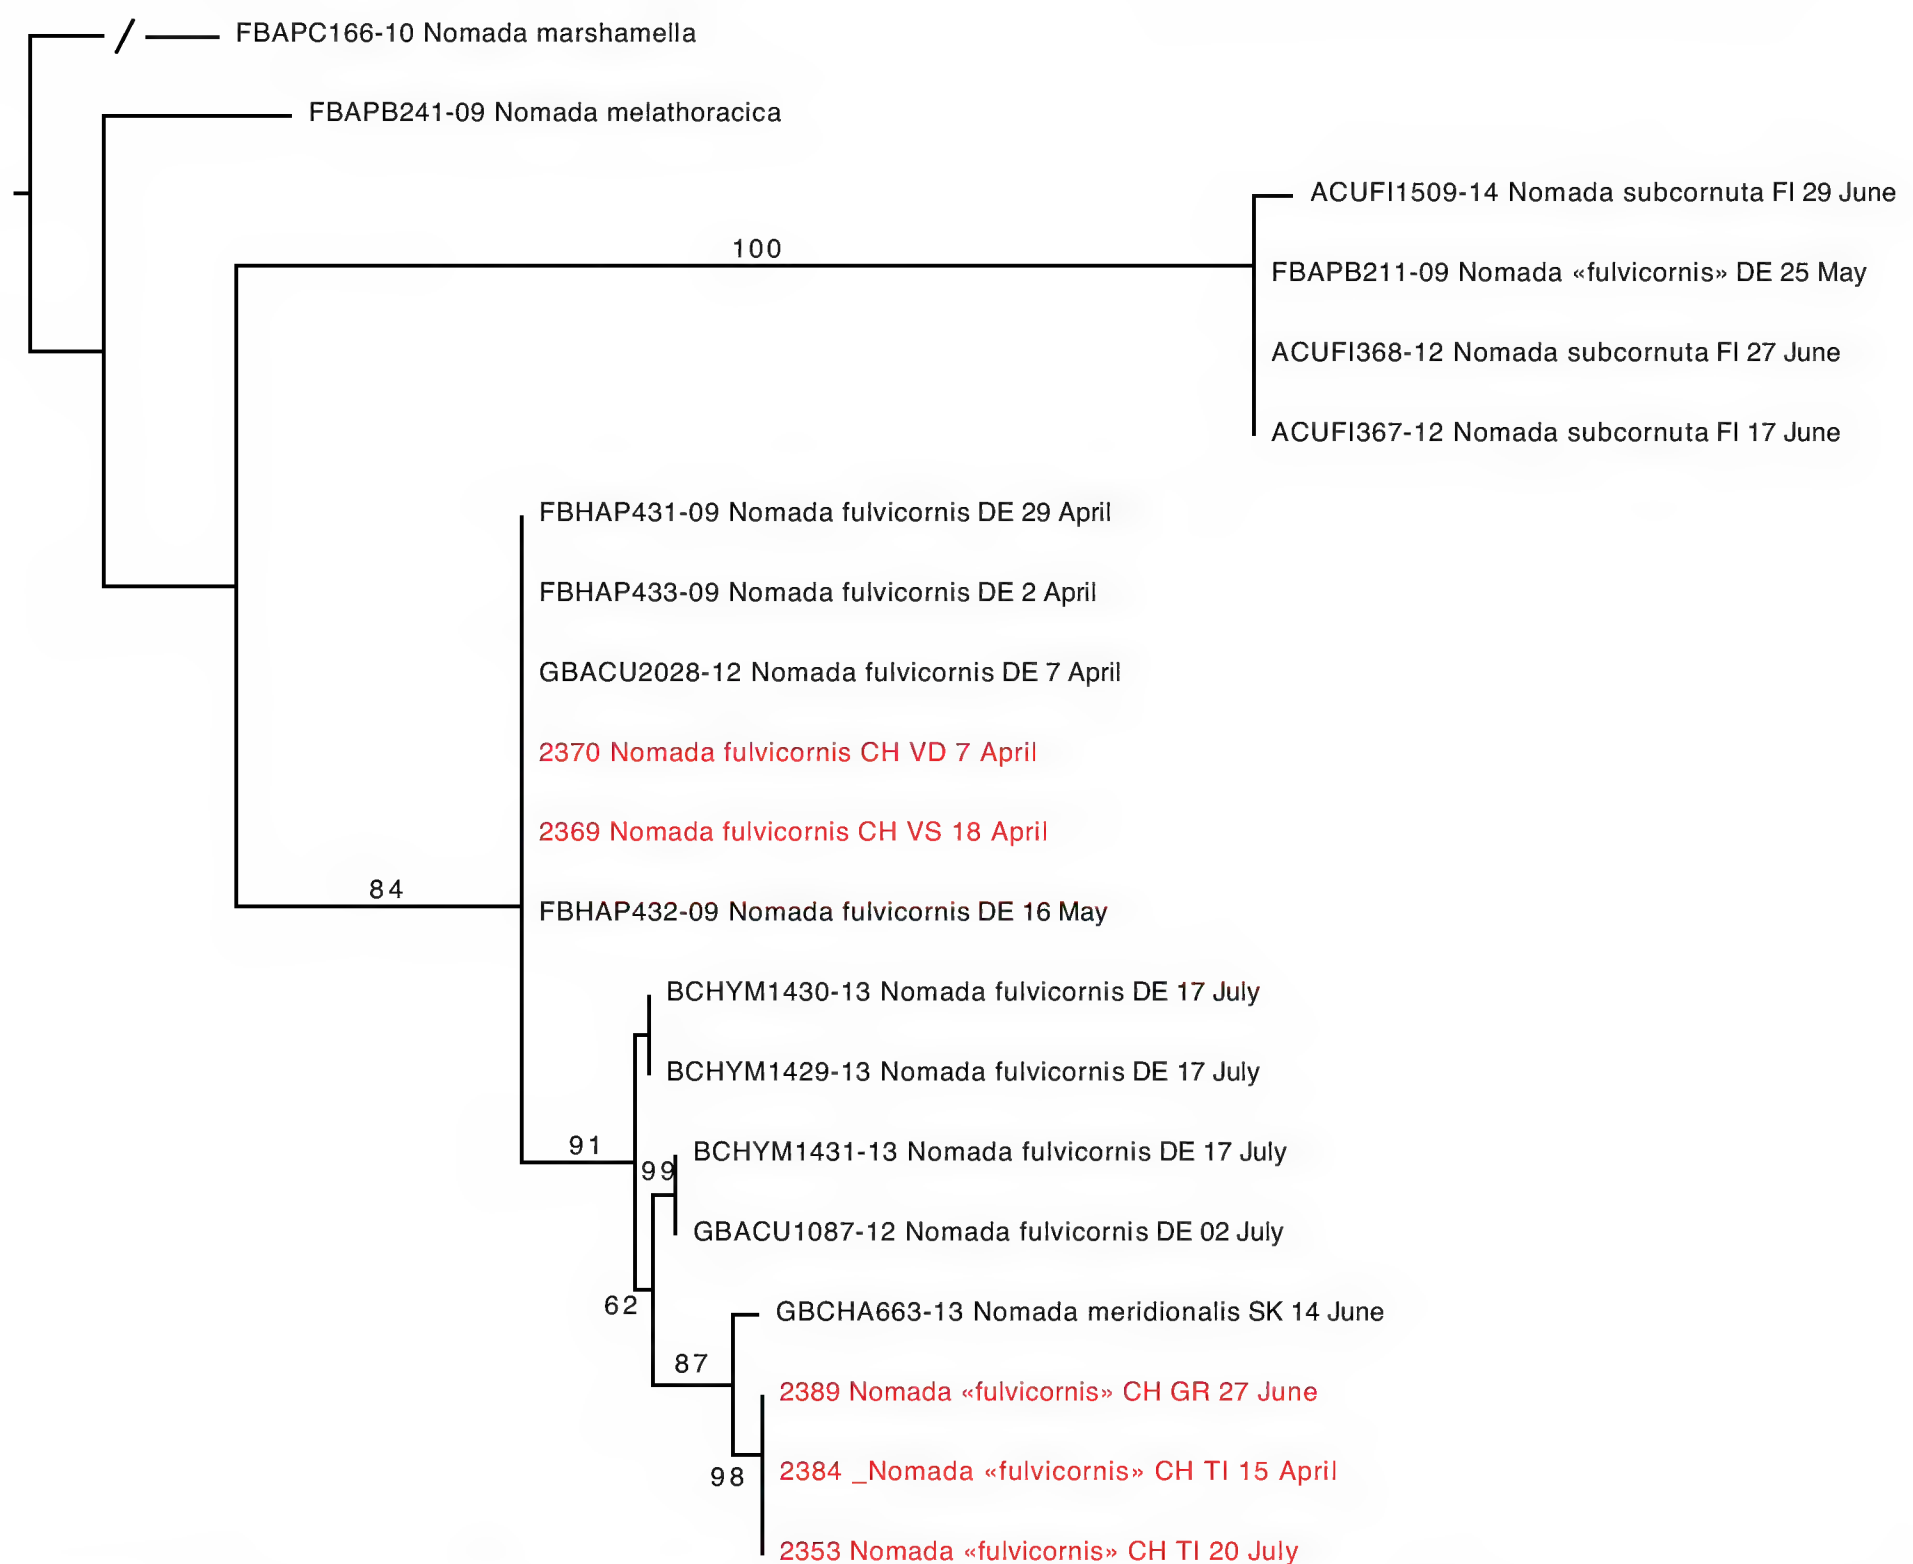 FBAPC166-10 Nomada marshamella
FBAPB241-09 Nomada melathoracica
ACUFI1509-14 Nomada subcornuta FI 29 June
100
FBAPB211-09 Nomada «fulvicornis» DE 25 May
ACUFI368-12 Nomada subcornuta FI 27 June
ACUFI367-12 Nomada subcornuta FI 17 June
FBHAP431-09 Nomada fulvicornis DE 29 April
FBHAP433-09 Nomada fulvicornis DE 2 April
GBACU2028-12 Nomada fulvicornis DE 7 April
2370 Nomada fulvicornis CH VD 7 April
2369 Nomada fulvicornis CH VS 18 April
84
FBHAP432-09 Nomada fulvicornis DE 16 May
BCHYM1430-13 Nomada fulvicornis DE 17 July
BCHYM1429-13 Nomada fulvicornis DE 17 July
91
BCHYM1431-13 Nomada fulvicornis DE 17 July
99
GBACU1087-12 Nomada fulvicornis DE 02 July
62
GBCHA663-13 Nomada meridionalis SK 14 June
87
2389 Nomada «fulvicornis» CH GR 27 June
2384 _Nomada «fulvicornis» CH TI 15 April
98
2353 Nomada «fulvicornis» CH TI 20 July